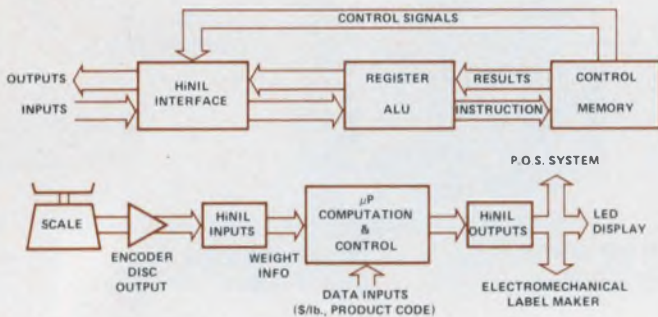 CONTROL SIGNALS
OUTPUTS
INPUTS
HiNIL
INTERFACE
REGISTER
ALU
RESULTS
INSTRUCTION
CONTROL
MEMORY
SCALE
ENCODER
DISC
OUTPUT
HiNIL
INPUTS
WEIGHT
INFO
μP
COMPUTATION
&
CONTROL
DATA INPUTS
($/lb., PRODUCT CODE)
HiNIL
OUTPUTS
P.O.S. SYSTEM
LED
DISPLAY
ELECTROMECHANICAL
LABEL MAKER